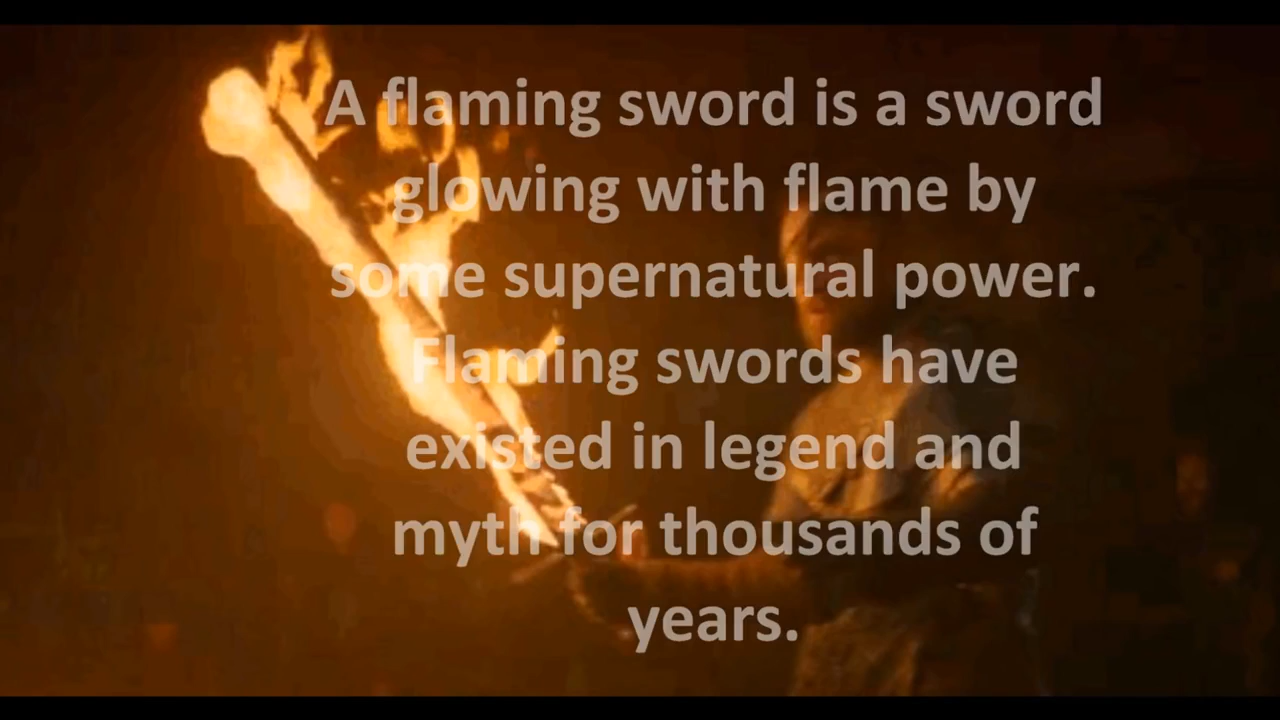 A flaming sword is a sword
glowing with flame by
some supernatural power.
Flaming swords have
existed in legend and
myth for thousands of
years.